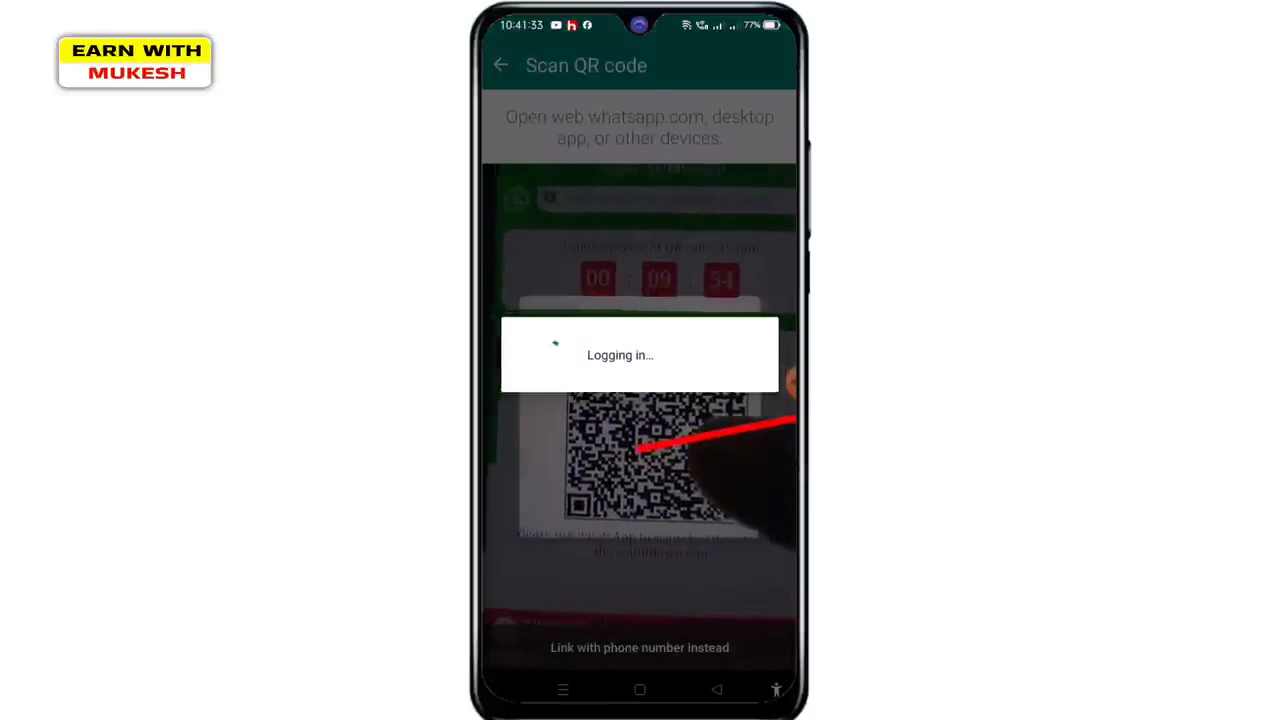 EARN WITH
MUKESH
10:41:33
77%
Scan QR code
Open web.whatsapp.com, desktop
app, or other devices.
00 : 09 : 54
Logging in...
Link with phone number instead